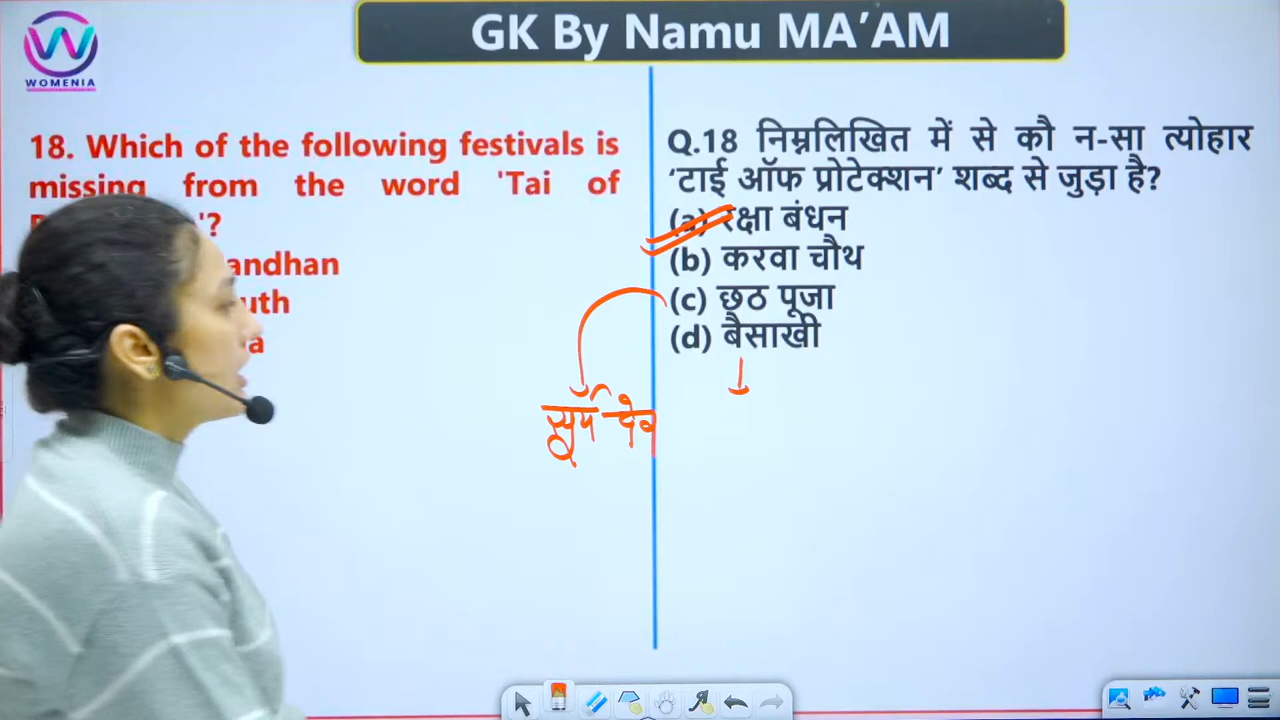 WOMENIA
GK By Namu MA’AM
18. Which of the following festivals is
missing from the word 'Tai of
'?
andhan
uth
a
Q.18 निम्नलिखित में से कौ न-सा त्योहार
‘टाई ऑफ प्रोटेक्शन’ शब्द से जुड़ा है?
(a) रक्षा बंधन
(b) करवा चौथ
(c) छठ पूजा
(d) बैसाखी
सूर्य देव